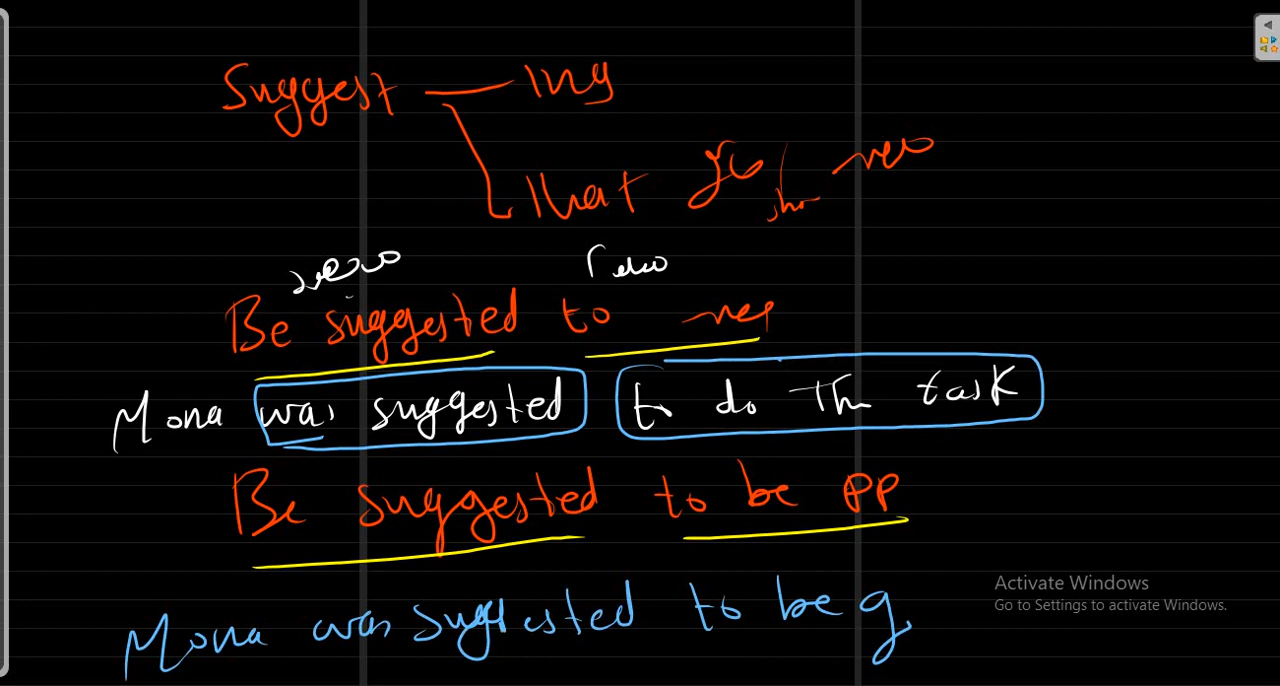 Suggest ing
that
Be suggested to
Mona was suggested to do the task
Be suggested to be PP
Activate Windows
Go to Settings to activate Windows.
Mona was suggested to be g